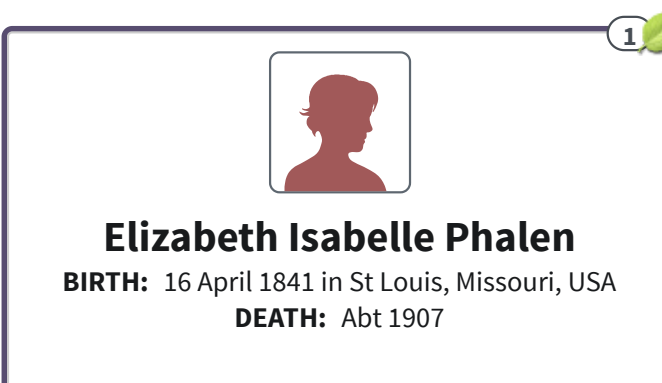 1
Elizabeth Isabelle Phalen
BIRTH: 16 April 1841 in St Louis, Missouri, USA
DEATH: Abt 1907